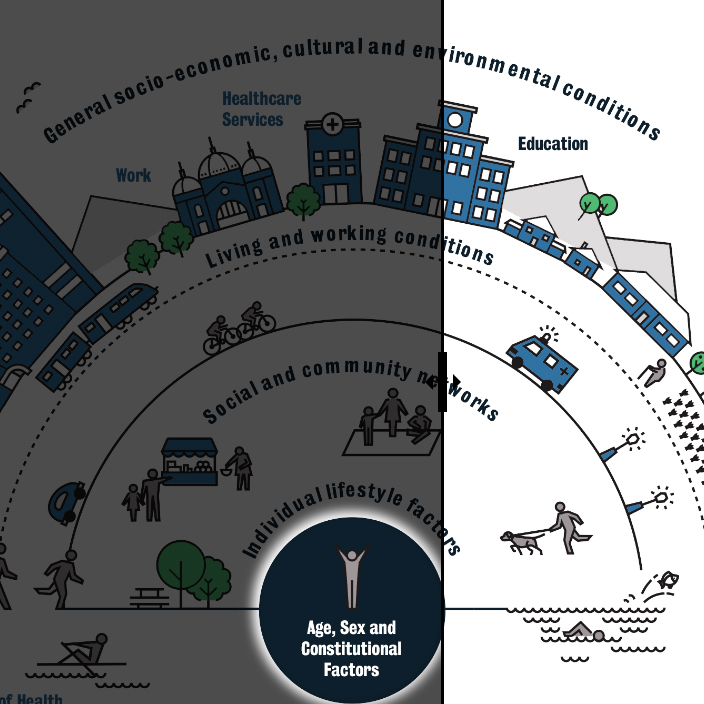 General socio-economic, cultural and environmental conditions
Healthcare
Services
Education
Work
Living and working conditions
Social and community networks
Individual lifestyle factors
Age, Sex and
Constitutional
Factors
of Health